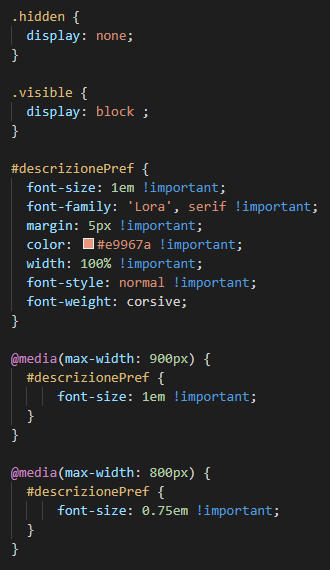 .hidden {
display: none;
}
.visible {
display: block ;
}
#descrizionePref {
font-size: 1em !important;
font-family: 'Lora', serif !important;
margin: 5px !important;
color: #e9967a !important;
width: 100% !important;
font-style: normal !important;
font-weight: corsive;
}
@media(max-width: 900px) {
#descrizionePref {
font-size: 1em !important;
}
}
@media(max-width: 800px) {
#descrizionePref {
font-size: 0.75em !important;
}
}